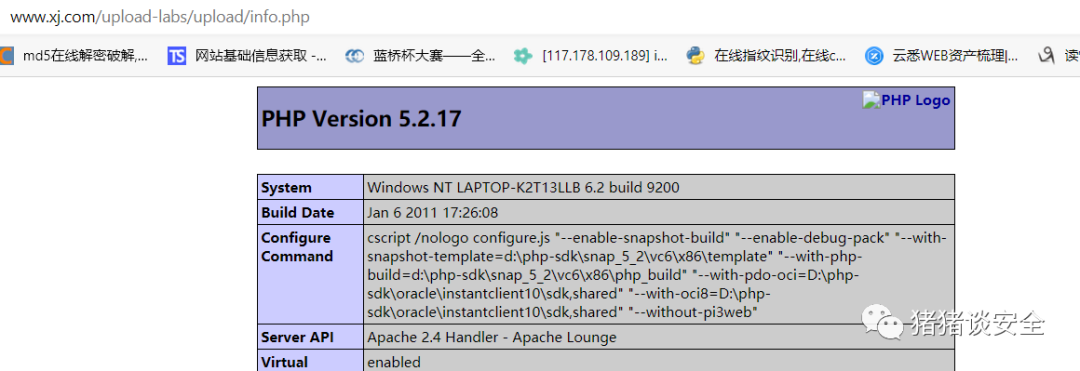 www.xj.com/upload-labs/upload/info.php
md5在线解密破解,... TS 网站基础信息获取 -... 蓝桥杯大赛——全... [117.178.109.189] i... 在线指纹识别,在线c... 云悉WEB资产梳理|...
PHP Logo
PHP Version 5.2.17
System Windows NT LAPTOP-K2T13LLB 6.2 build 9200
Build Date Jan 6 2011 17:26:08
Configure Command cscript /nologo configure.js "--enable-snapshot-build" "--enable-debug-pack" "--with-
snapshot-template=d:\php-sdk\snap_5_2\vc6\x86\template" "--with-php-
build=d:\php-sdk\snap_5_2\vc6\x86\php_build" "--with-pdo-oci=D:\php-
sdk\oracle\instantclient10\sdk,shared" "--with-oci8=D:\php-
sdk\oracle\instantclient10\sdk,shared" "--without-pi3web"
猪猪谈安全
Server API Apache 2.4 Handler - Apache Lounge
Virtual enabled